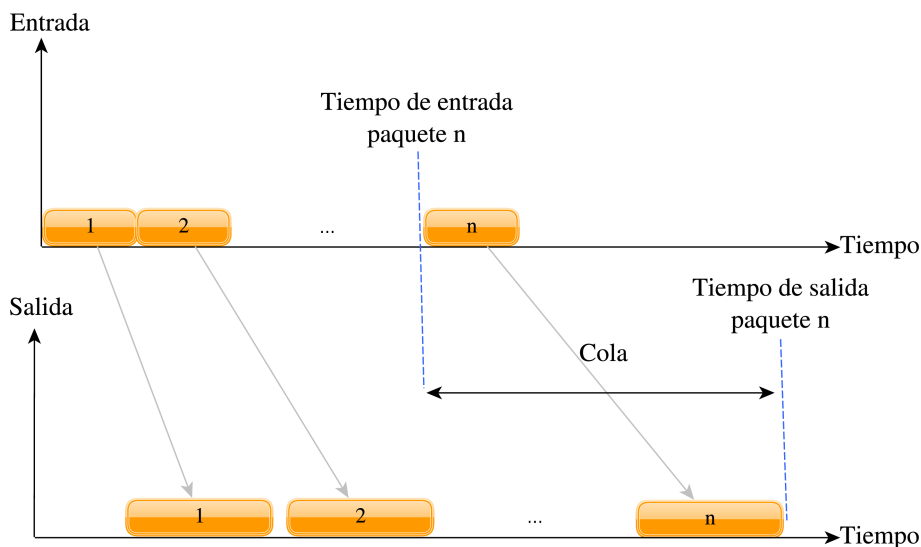 Entrada
Tiempo de entrada
paquete n
1
2
...
n
Tiempo
Tiempo de salida
paquete n
Salida
Cola
1
2
...
n
Tiempo